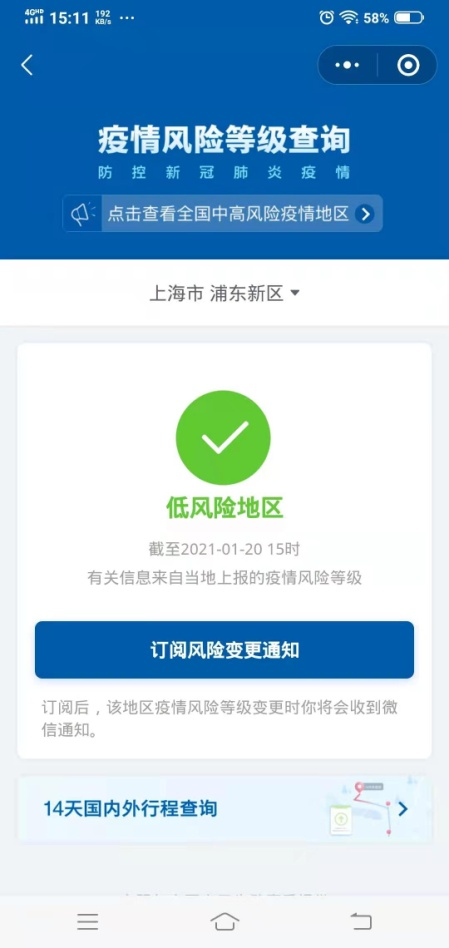 4GHD 15:11 192 KB/s ··· 58%
疫情风险等级查询
防控新冠肺炎疫情
点击查看全国中高风险疫情地区
上海市 浦东新区
低风险地区
截至2021-01-20 15时
有关信息来自当地上报的疫情风险等级
订阅风险变更通知
订阅后，该地区疫情风险等级变更时你将会收到微
信通知。
14天国内外行程查询